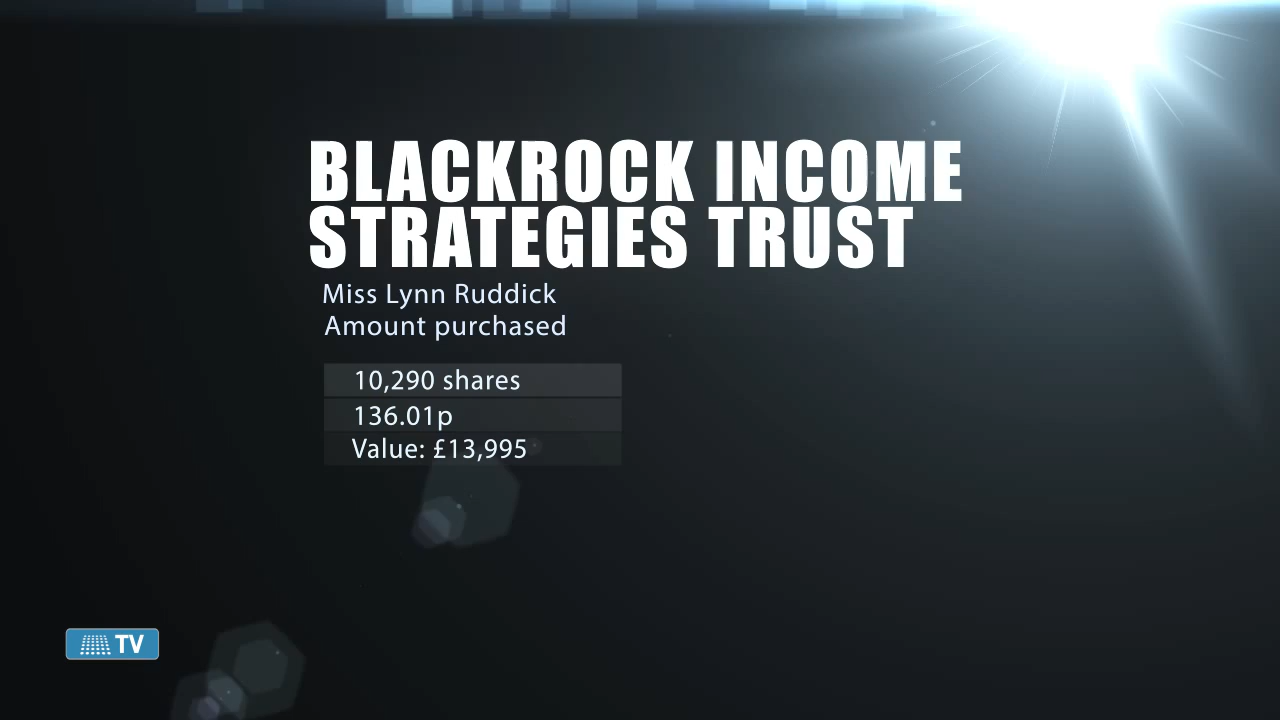 BLACKROCK INCOME
STRATEGIES TRUST
Miss Lynn Ruddick
Amount purchased
10,290 shares
136.01p
Value: £13,995
TV